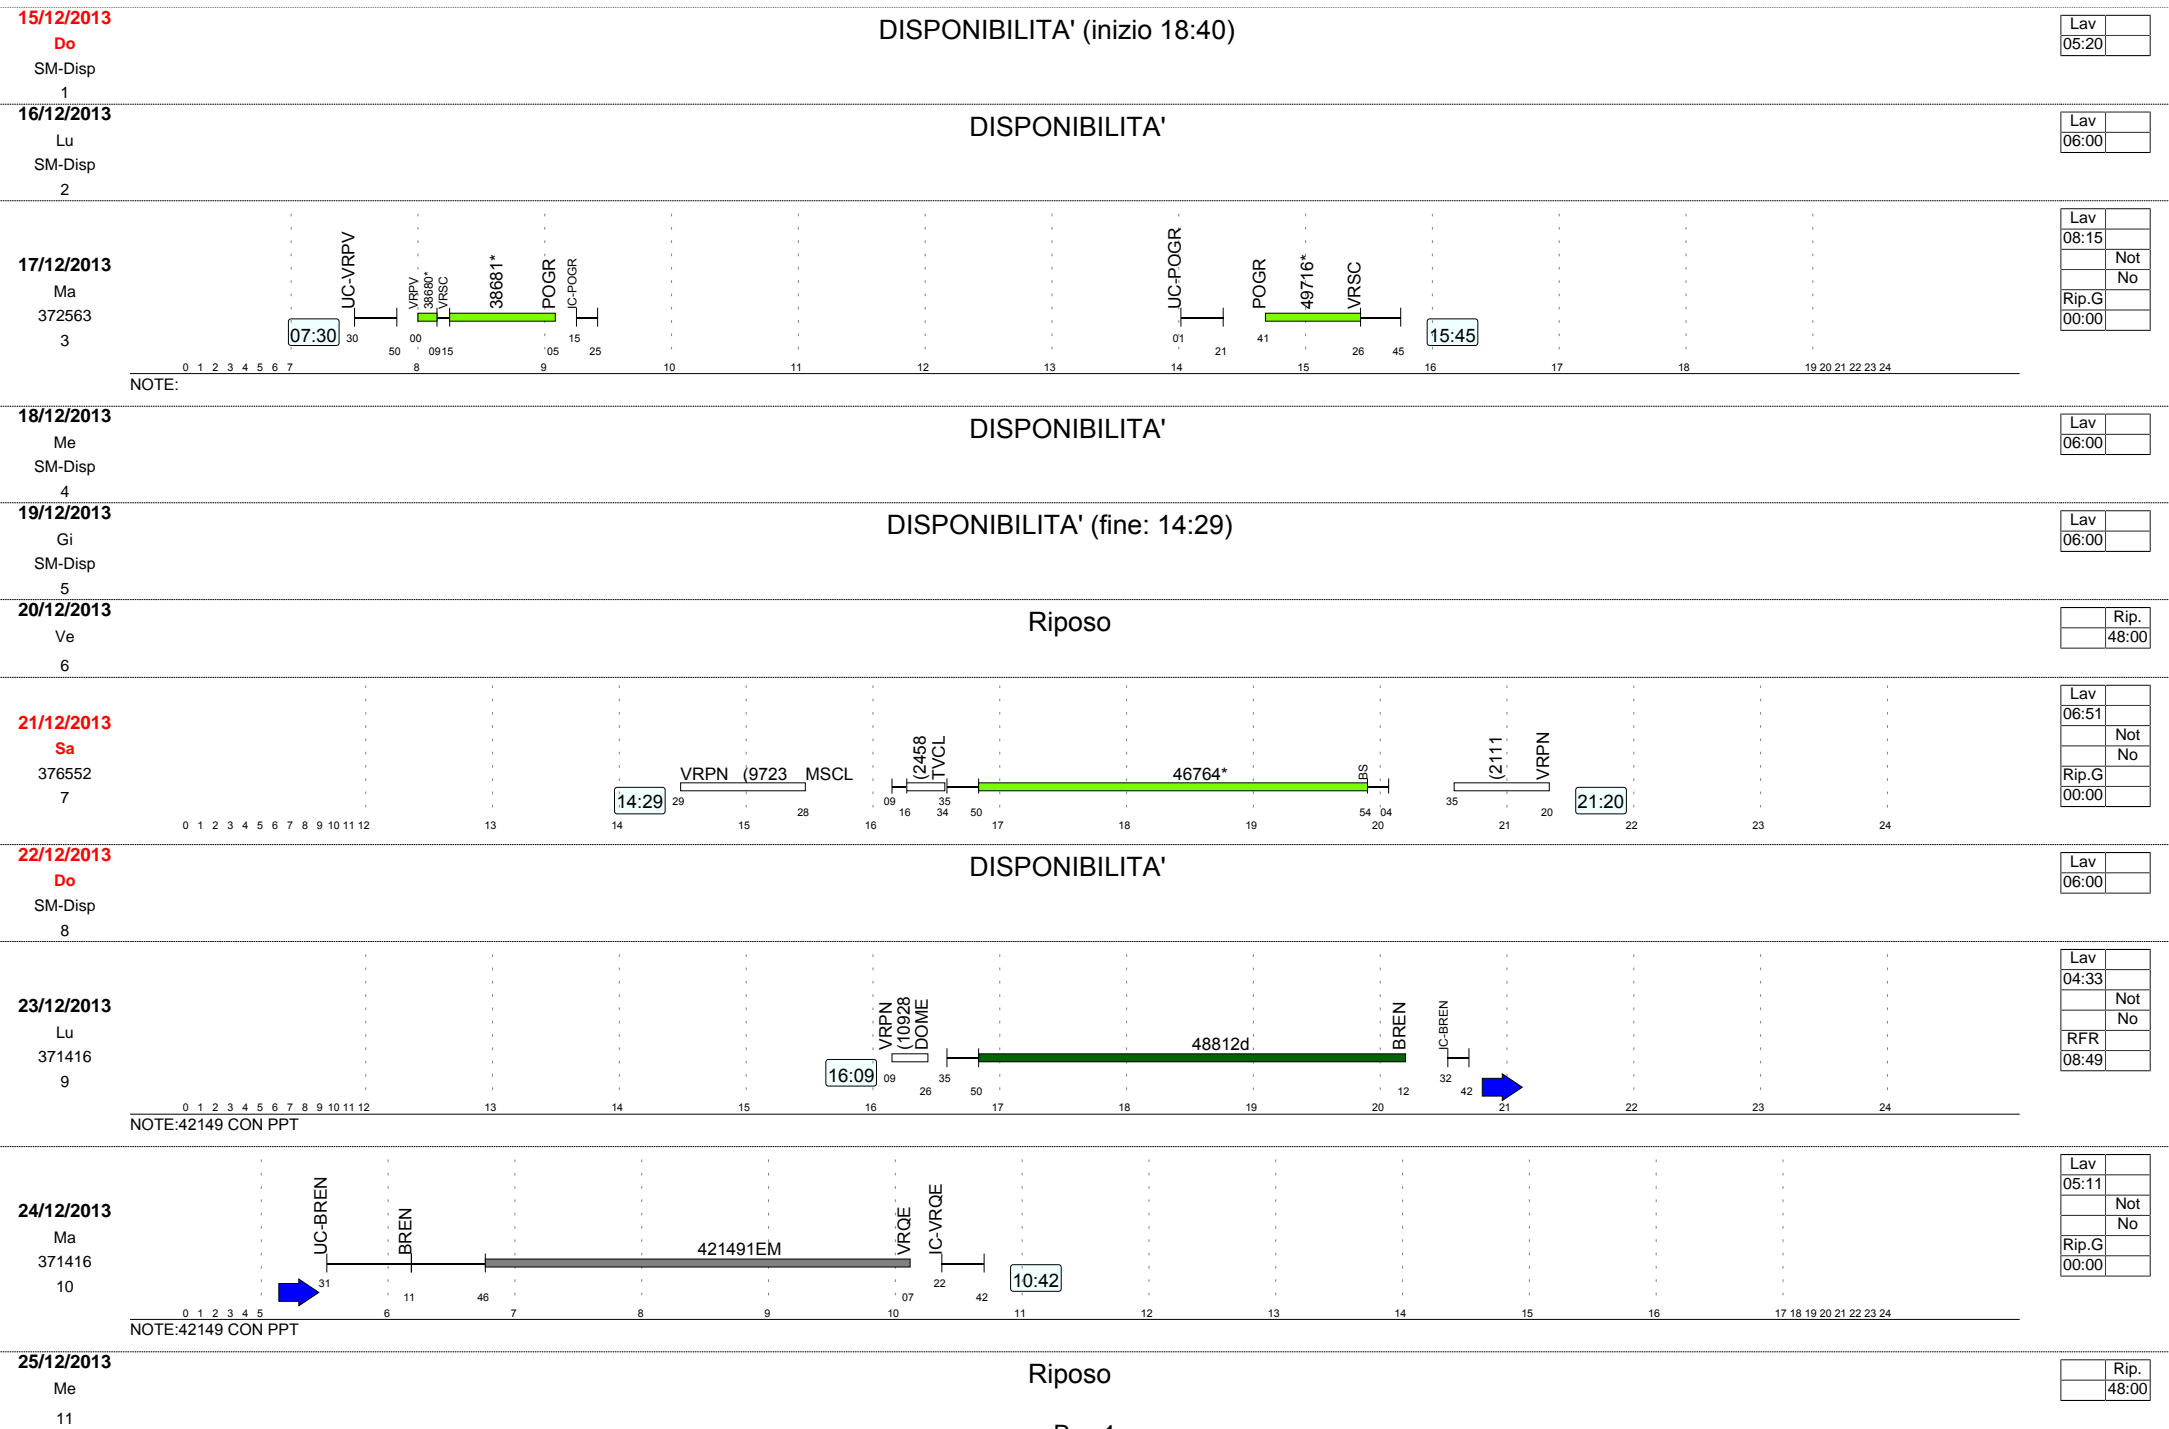 15/12/2013
Do
SM-Disp
1
DISPONIBILITA' (inizio 18:40)
Lav
05:20
16/12/2013
Lu
SM-Disp
2
DISPONIBILITA'
Lav
06:00
17/12/2013
Ma
372563
3
UC-VRPV
VRPV
38680*
VRSC
38681*
POGR
IC-POGR
UC-POGR
POGR
49716*
VRSC
07:30
30 50 00 09 15 05 15 25 01 21 41 26 45
15:45
0 1 2 3 4 5 6 7 8 9 10 11 12 13 14 15 16 17 18 19 20 21 22 23 24
NOTE:
Lav
08:15
Not
No
Rip.G
00:00
18/12/2013
Me
SM-Disp
4
DISPONIBILITA'
Lav
06:00
19/12/2013
Gi
SM-Disp
5
DISPONIBILITA' (fine: 14:29)
Lav
06:00
20/12/2013
Ve
6
Riposo
Rip.
48:00
21/12/2013
Sa
376552
7
VRPN (9723 MSCL
(2458
TVCL
46764*
BS
(2111
VRPN
14:29
29 28 09 16 34 35 50 54 04 35 20
21:20
0 1 2 3 4 5 6 7 8 9 10 11 12 13 14 15 16 17 18 19 20 21 22 23 24
Lav
06:51
Not
No
Rip.G
00:00
22/12/2013
Do
SM-Disp
8
DISPONIBILITA'
Lav
06:00
23/12/2013
Lu
371416
9
VRPN
(10928
DOME
48812d
BREN
IC-BREN
16:09
09 26 35 50 12 32 42
0 1 2 3 4 5 6 7 8 9 10 11 12 13 14 15 16 17 18 19 20 21 22 23 24
NOTE:42149 CON PPT
Lav
04:33
Not
No
RFR
08:49
24/12/2013
Ma
371416
10
UC-BREN
BREN
421491EM
VRQE
IC-VRQE
31 11 46 07 22 42
10:42
0 1 2 3 4 5 6 7 8 9 10 11 12 13 14 15 16 17 18 19 20 21 22 23 24
NOTE:42149 CON PPT
Lav
05:11
Not
No
Rip.G
00:00
25/12/2013
Me
11
Riposo
Rip.
48:00